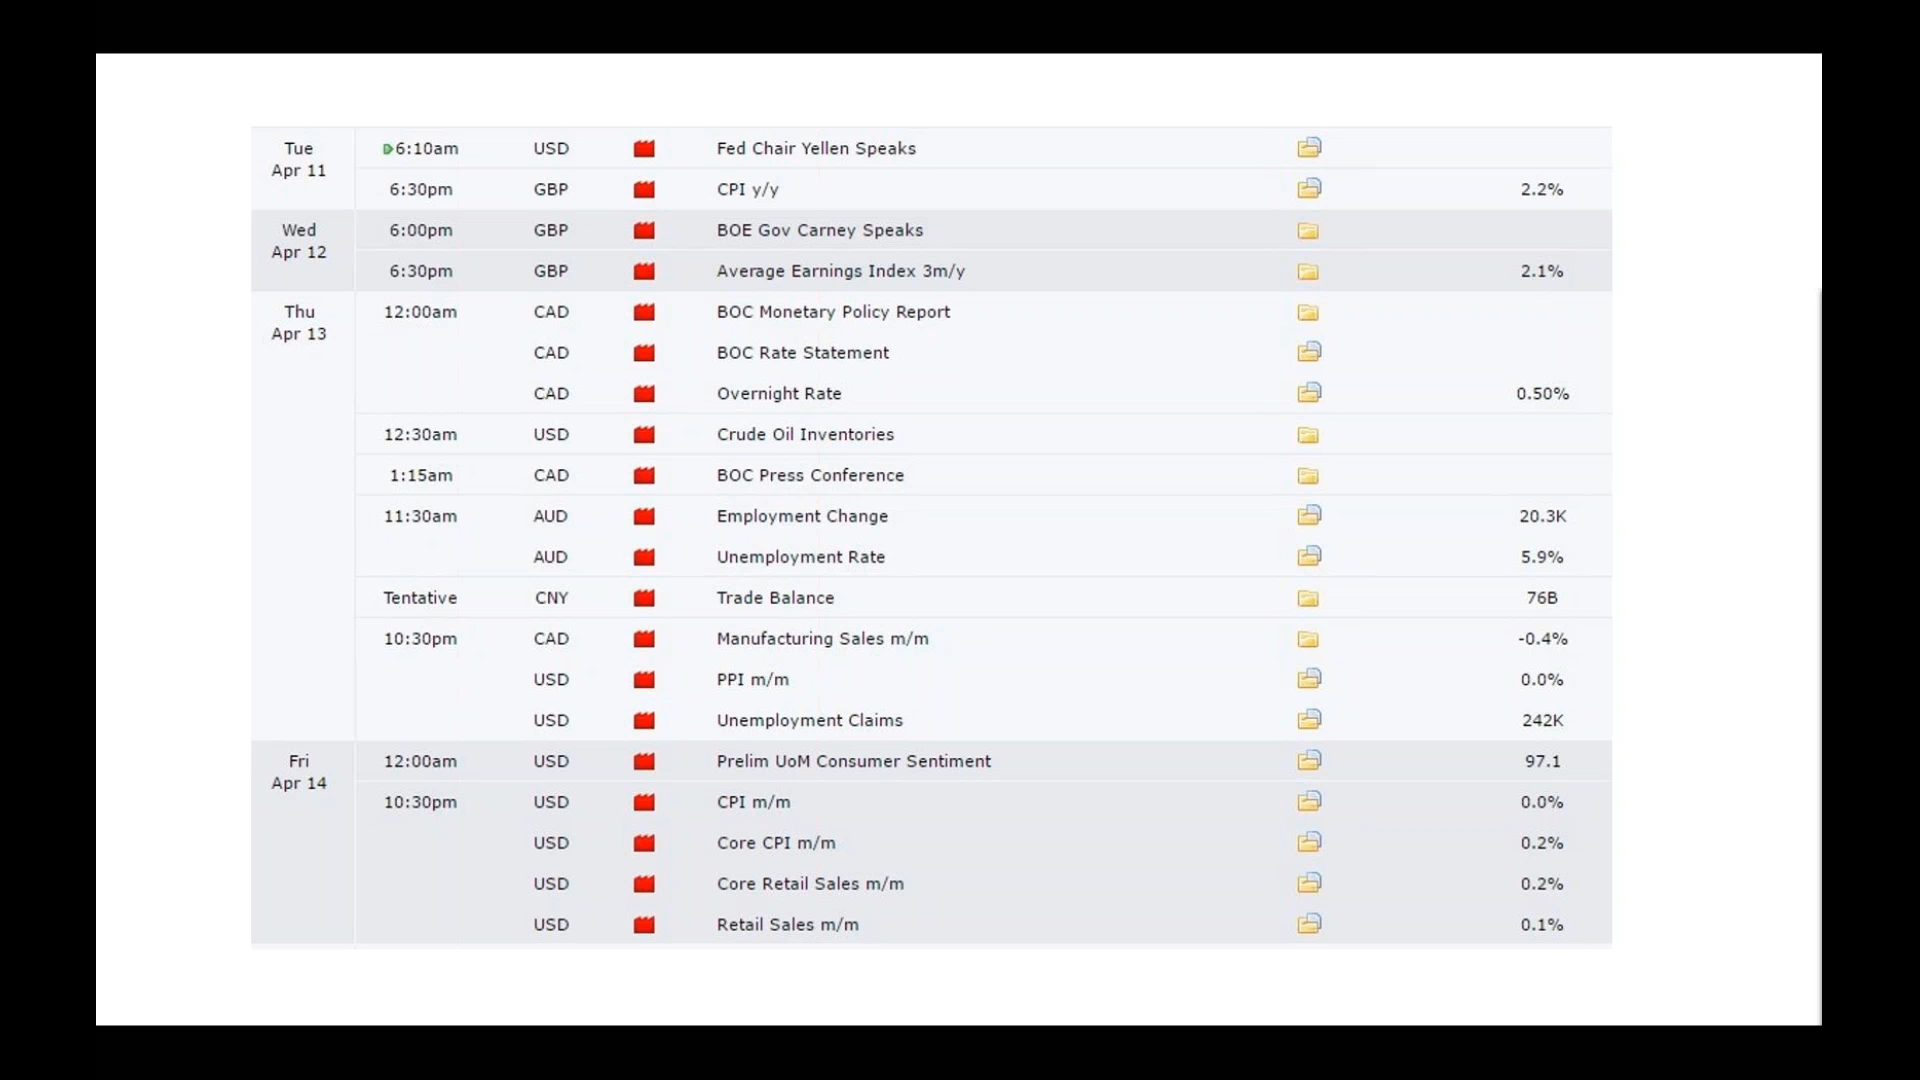 Tue
Apr 11
6:10am USD Fed Chair Yellen Speaks
6:30pm GBP CPI y/y 2.2%
Wed
Apr 12
6:00pm GBP BOE Gov Carney Speaks
6:30pm GBP Average Earnings Index 3m/y 2.1%
Thu
Apr 13
12:00am CAD BOC Monetary Policy Report
CAD BOC Rate Statement
CAD Overnight Rate 0.50%
12:30am USD Crude Oil Inventories
1:15am CAD BOC Press Conference
11:30am AUD Employment Change 20.3K
AUD Unemployment Rate 5.9%
Tentative CNY Trade Balance 76B
10:30pm CAD Manufacturing Sales m/m -0.4%
USD PPI m/m 0.0%
USD Unemployment Claims 242K
Fri
Apr 14
12:00am USD Prelim UoM Consumer Sentiment 97.1
10:30pm USD CPI m/m 0.0%
USD Core CPI m/m 0.2%
USD Core Retail Sales m/m 0.2%
USD Retail Sales m/m 0.1%